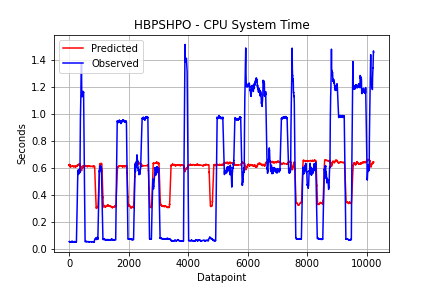 HBPSHPO - CPU System Time
Predicted
Observed
Seconds
1.4
1.2
1.0
0.8
0.6
0.4
0.2
0.0
0 2000 4000 6000 8000 10000
Datapoint